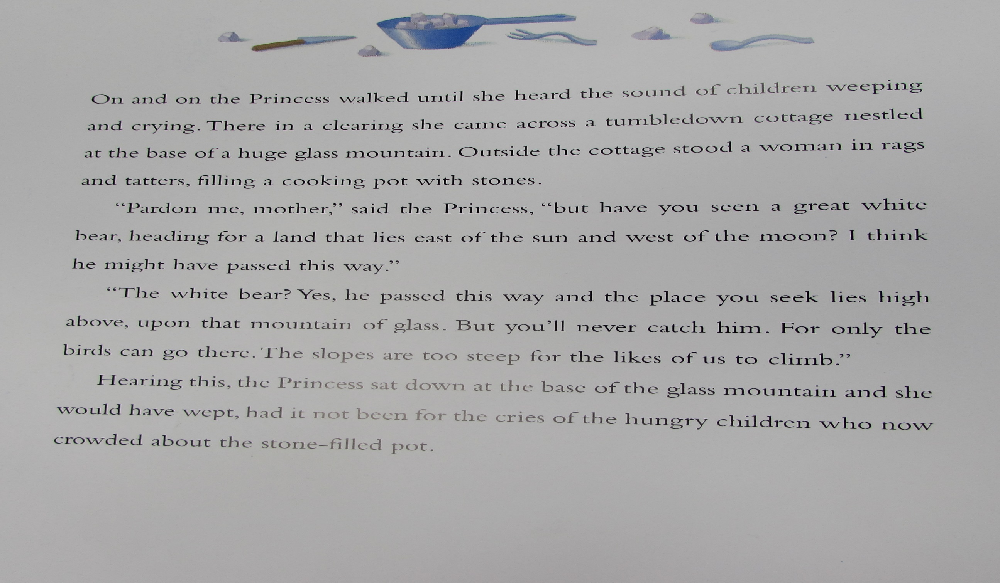 On and on the Princess walked until she heard the sound of children weeping
and crying. There in a clearing she came across a tumbledown cottage nestled
at the base of a huge glass mountain. Outside the cottage stood a woman in rags
and tatters, filling a cooking pot with stones.
“Pardon me, mother,” said the Princess, “but have you seen a great white
bear, heading for a land that lies east of the sun and west of the moon? I think
he might have passed this way.”
“The white bear? Yes, he passed this way and the place you seek lies high
above, upon that mountain of glass. But you’ll never catch him. For only the
birds can go there. The slopes are too steep for the likes of us to climb.”
Hearing this, the Princess sat down at the base of the glass mountain and she
would have wept, had it not been for the cries of the hungry children who now
crowded about the stone–filled pot.